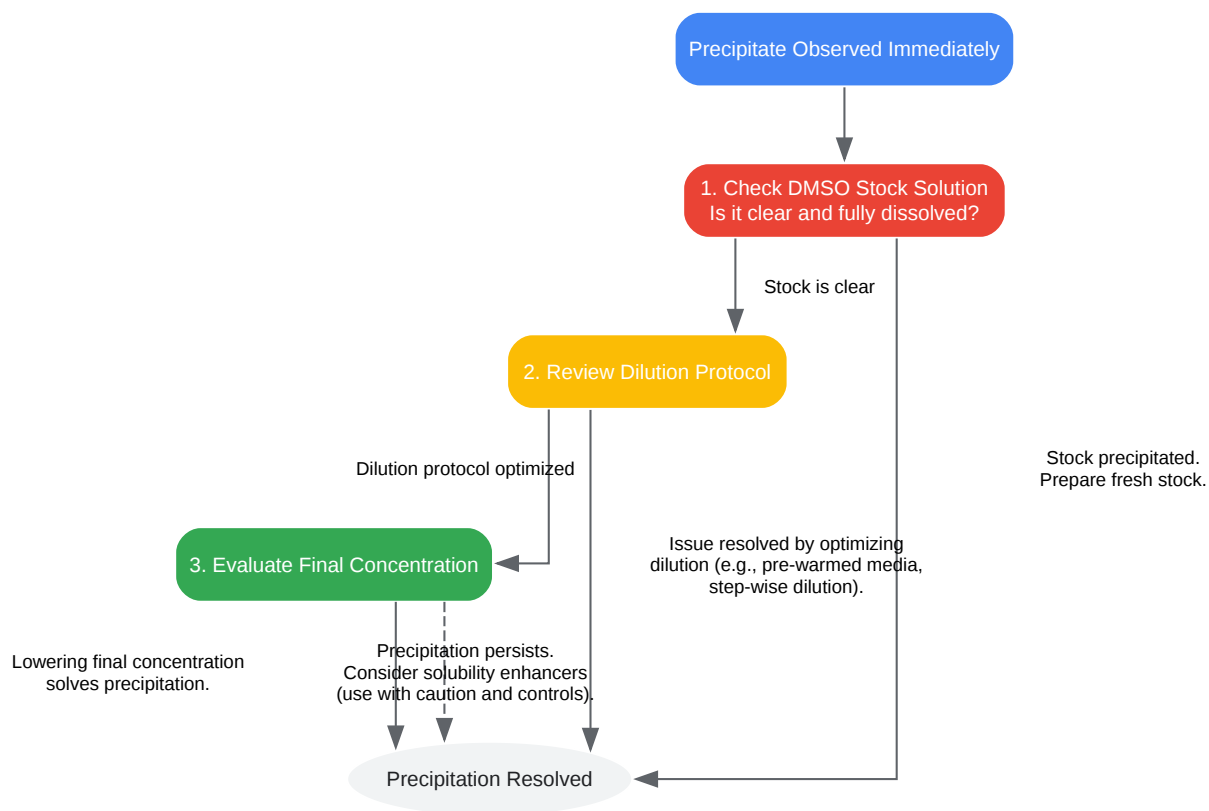 Precipitate Observed Immediately
1. Check DMSO Stock Solution
Is it clear and fully dissolved?
Stock is clear
2. Review Dilution Protocol
Dilution protocol optimized
Stock precipitated.
Prepare fresh stock.
3. Evaluate Final Concentration
Issue resolved by optimizing
dilution (e.g., pre-warmed media,
step-wise dilution).
Lowering final concentration
solves precipitation.
Precipitation persists.
Consider solubility enhancers
(use with caution and controls).
Precipitation Resolved